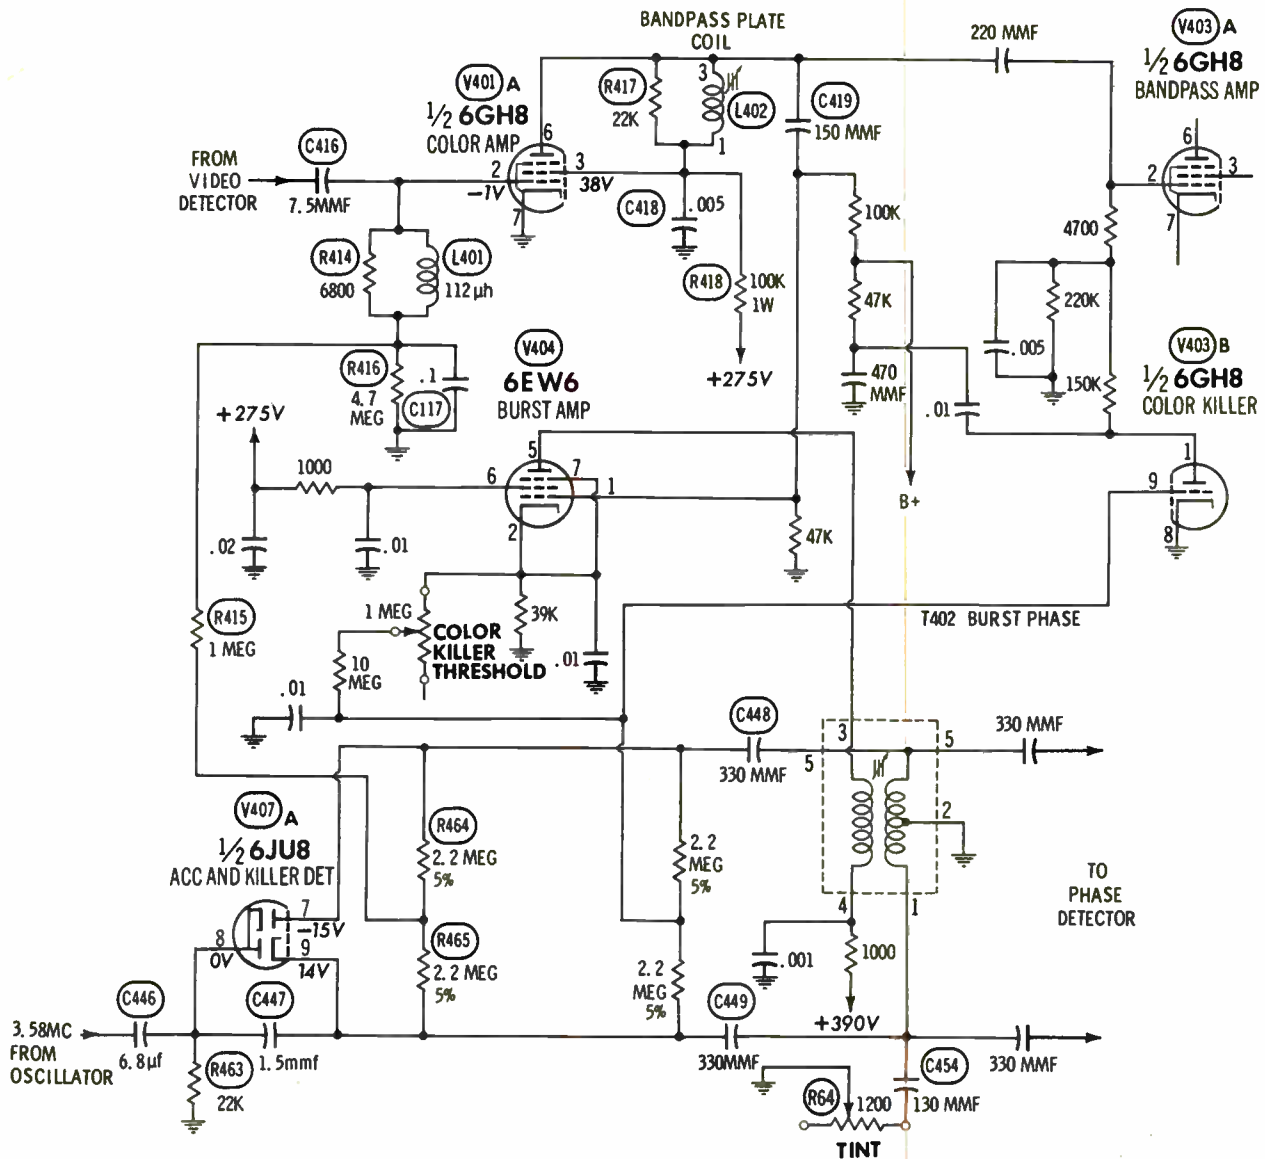 BANDPASS PLATE
COIL
220 MMF
V403 A
1/2 6GH8
BANDPASS AMP
V401 A
1/2 6GH8
COLOR AMP
R417
22K
3
L402
1
C419
150 MMF
C416
7.5MMF
FROM
VIDEO
DETECTOR
6
2
-1V
7
3
38V
C418
.005
6
2
3
7
100K
4700
R414
6800
L401
112 µh
R418
100K
1W
+275V
47K
220K
.005
V403 B
1/2 6GH8
COLOR KILLER
R416
4.7
MEG
.1
C117
V404
6EW6
BURST AMP
470
MMF
.01
150K
+275V
1000
5
7
6
1
2
B+
1
9
8
.02
.01
47K
R415
1 MEG
1 MEG
COLOR
KILLER
THRESHOLD
39K
.01
T402 BURST PHASE
10
MEG
.01
C448
330 MMF
3
5
5
330 MMF
V407 A
1/2 6JU8
ACC AND KILLER DET
R464
2.2 MEG
5%
2.2
MEG
5%
2
4
1
TO
PHASE
DETECTOR
7
-15V
8
0V
9
14V
R465
2.2 MEG
5%
2.2
MEG
5%
.001
1000
+390V
C446
6.8µf
C447
1.5mmf
C449
330MMF
3.58MC
FROM
OSCILLATOR
R463
22K
C454
130 MMF
330 MMF
R64
1200
TINT